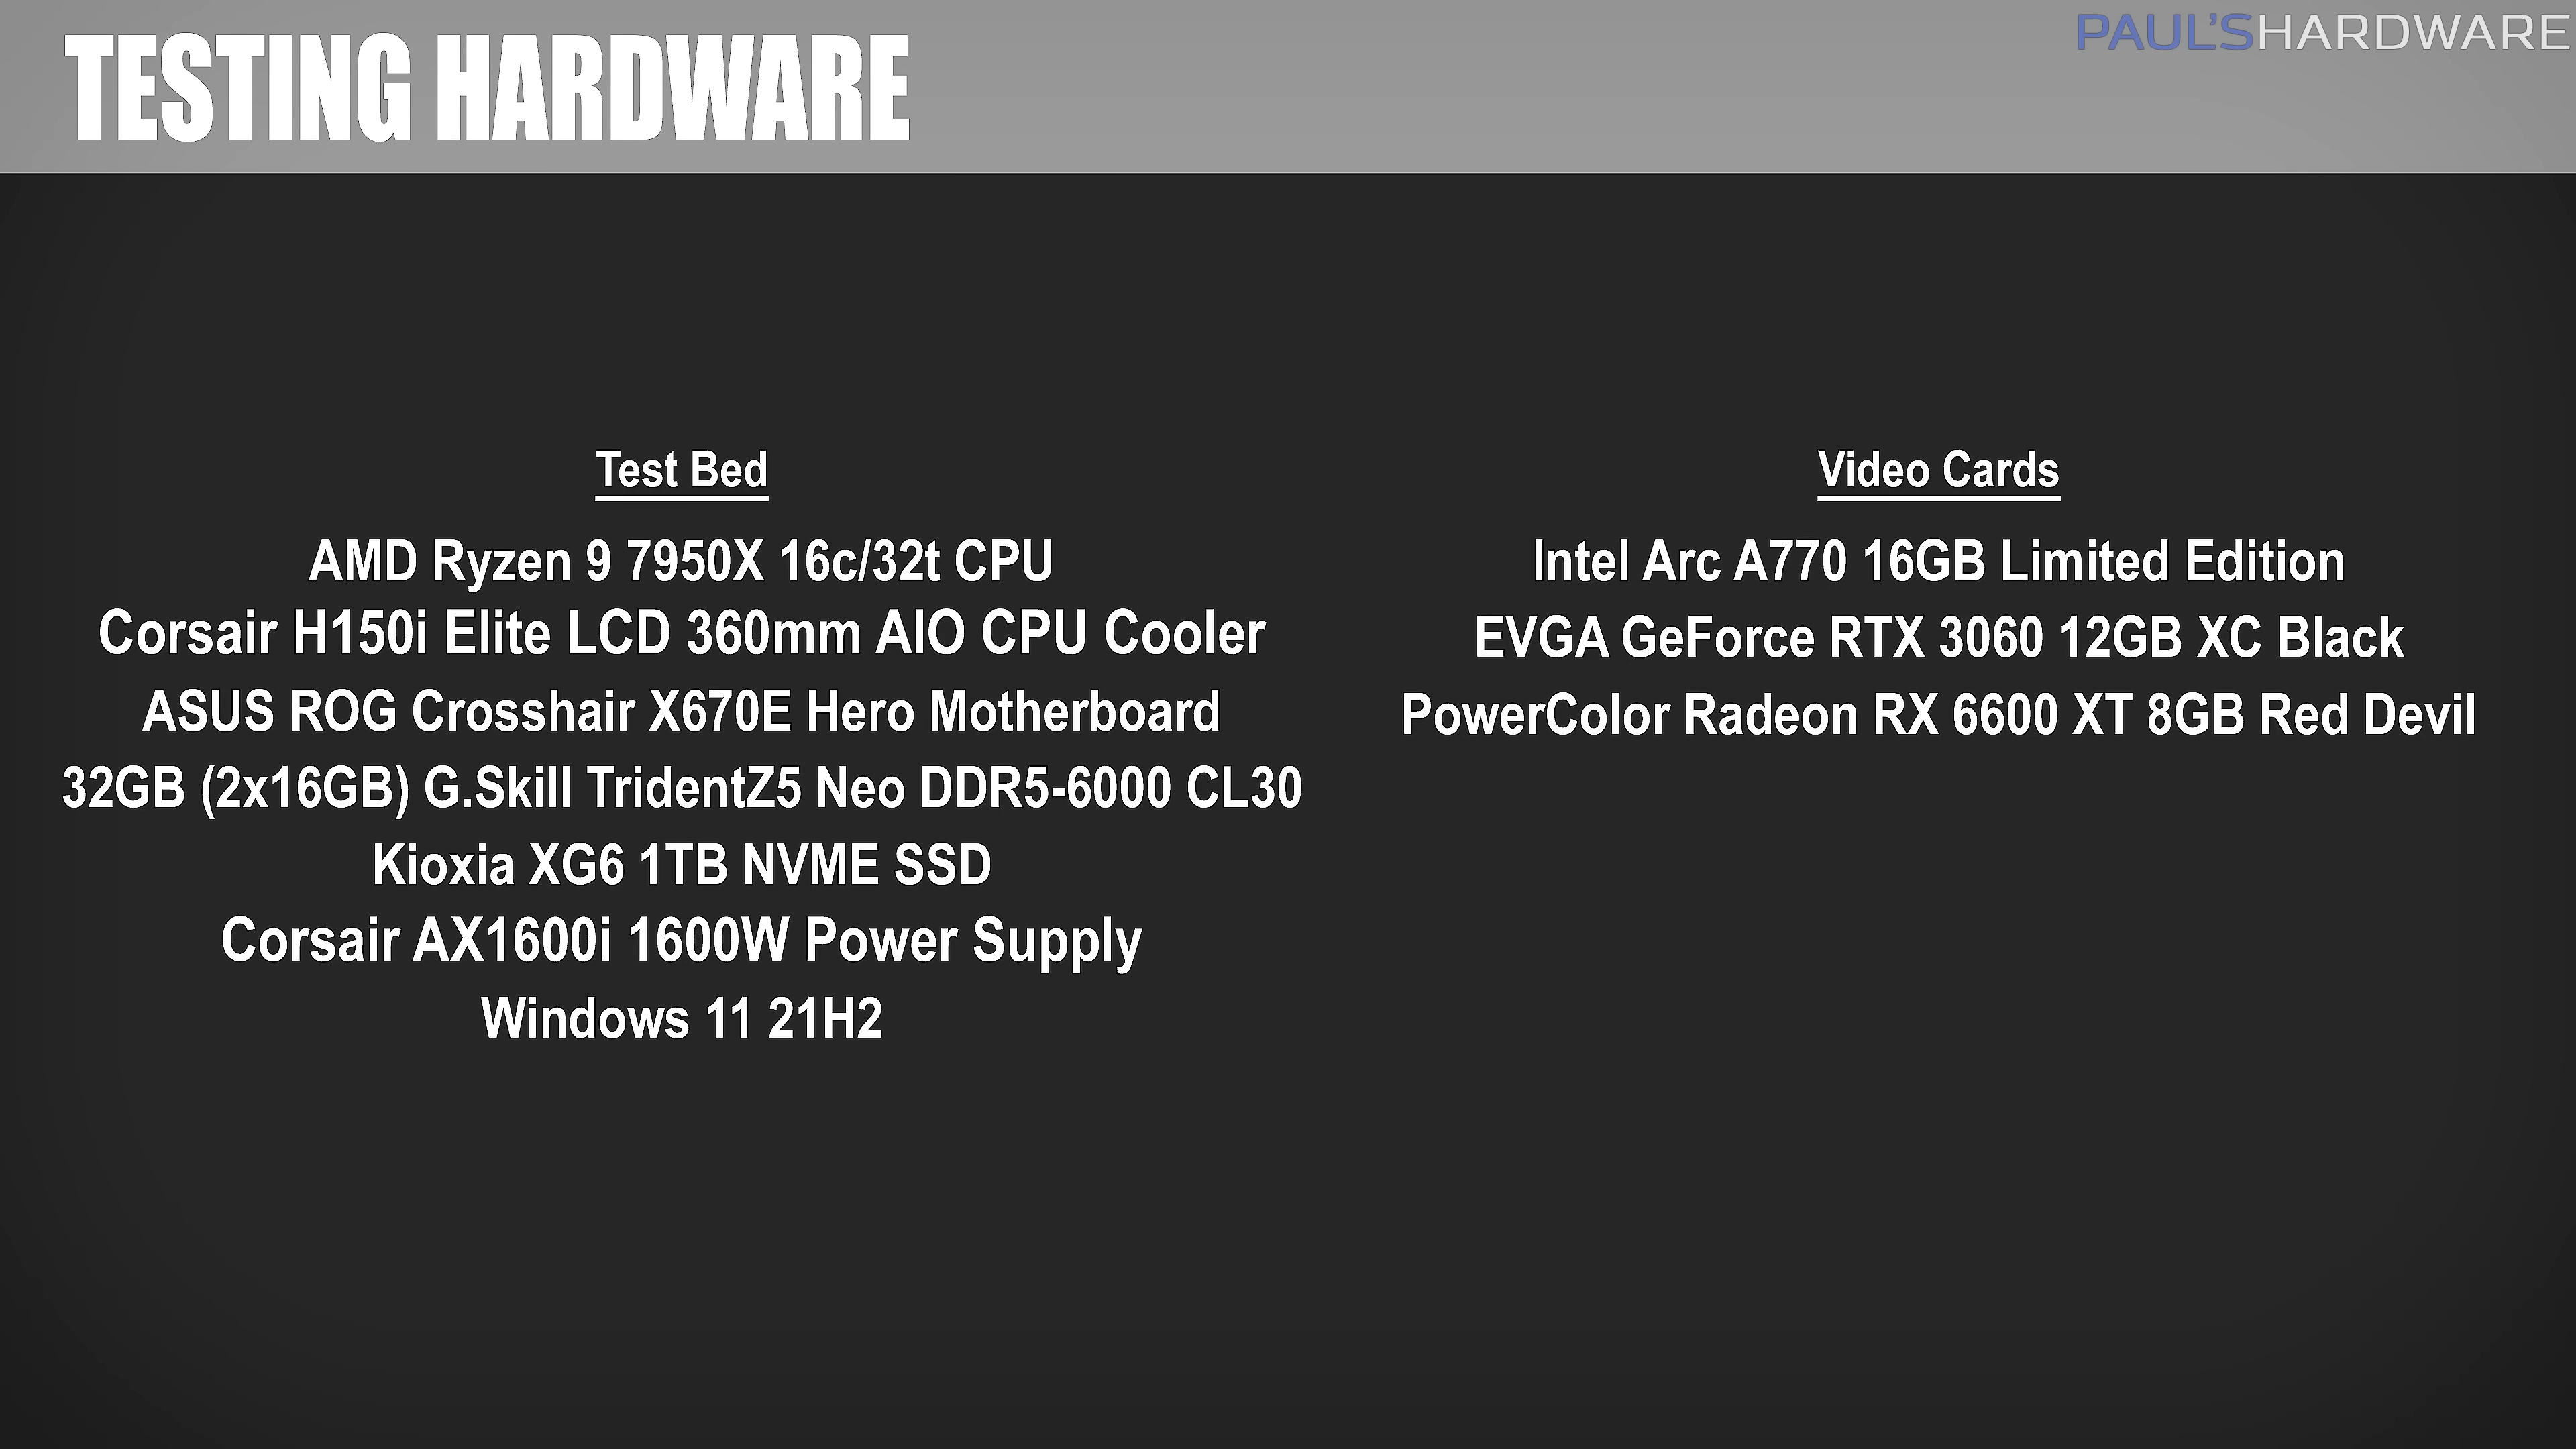 TESTING HARDWARE
PAUL'SHARDWARE
Test Bed
AMD Ryzen 9 7950X 16c/32t CPU
Corsair H150i Elite LCD 360mm AIO CPU Cooler
ASUS ROG Crosshair X670E Hero Motherboard
32GB (2x16GB) G.Skill TridentZ5 Neo DDR5-6000 CL30
Kioxia XG6 1TB NVME SSD
Corsair AX1600i 1600W Power Supply
Windows 11 21H2
Video Cards
Intel Arc A770 16GB Limited Edition
EVGA GeForce RTX 3060 12GB XC Black
PowerColor Radeon RX 6600 XT 8GB Red Devil